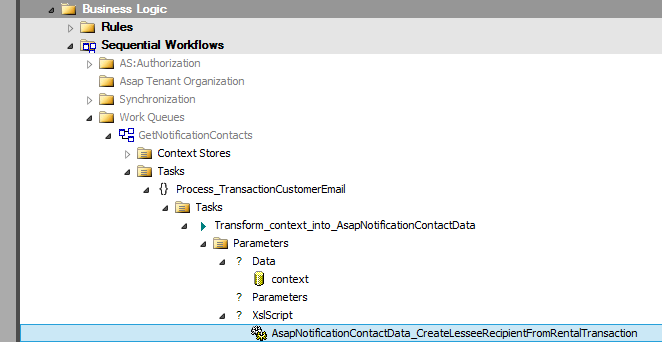 Business Logic
Rules
Sequential Workflows
AS:Authorization
Asap Tenant Organization
Synchronization
Work Queues
GetNotificationContacts
Context Stores
Tasks
{} Process_TransactionCustomerEmail
Tasks
Transform_context_into_AsapNotificationContactData
Parameters
? Data
context
? Parameters
? XslScript
AsapNotificationContactData_CreateLesseeRecipientFromRentalTransaction